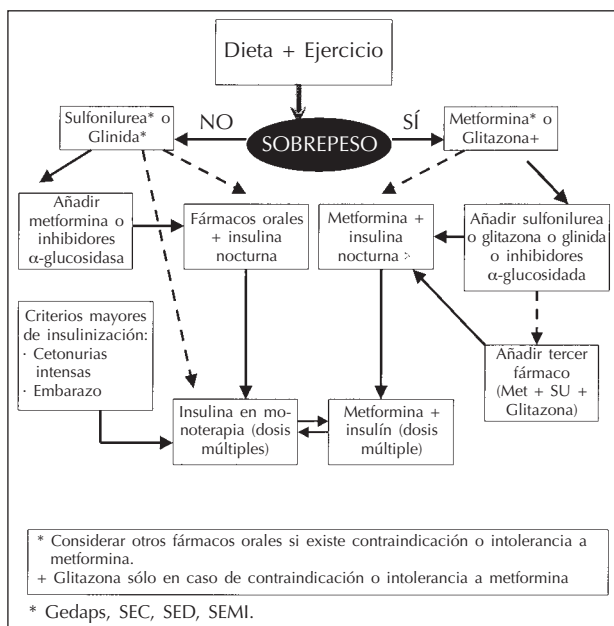 Dieta + Ejercicio
Sulfonilurea* o
Glinida*
NO
SOBREPESO
SÍ
Metformina* o
Glitazona+
Añadir
metformina o
inhibidores
α-glucosidasa
Fármacos orales
+ insulina
nocturna
Metformina +
insulina
nocturna
Añadir sulfonilurea
o glitazona o glinida
o inhibidores
α-glucosidada
Criterios mayores
de insulinización:
· Cetonurias
intensas
· Embarazo
Añadir tercer
fármaco
(Met + SU +
Glitazona)
Insulina en mo-
noterapia (dosis
múltiples)
Metformina +
insulín (dosis
múltiple)
* Considerar otros fármacos orales si existe contraindicación o intolerancia a
metformina.
+ Glitazona sólo en caso de contraindicación o intolerancia a metformina
* Gedaps, SEC, SED, SEMI.